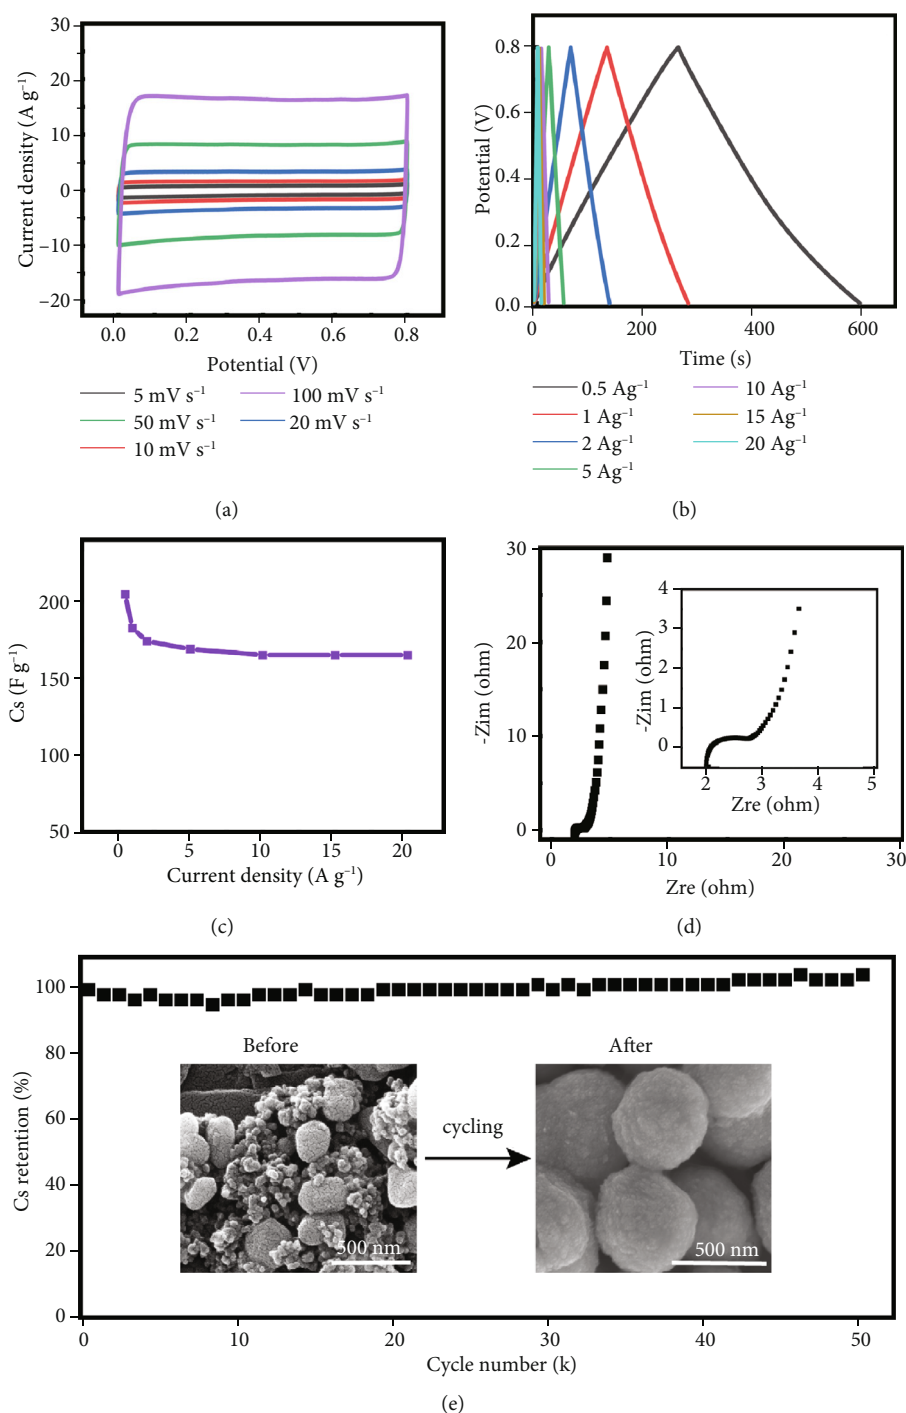 30
20
10
0
−10
−20
Current density (A g⁻¹)
0.0 0.2 0.4 0.6 0.8
Potential (V)
5 mV s⁻¹ 100 mV s⁻¹
50 mV s⁻¹ 20 mV s⁻¹
10 mV s⁻¹
(a)
0.8
0.6
0.4
0.2
0.0
Potential (V)
0 200 400 600
Time (s)
0.5 Ag⁻¹ 10 Ag⁻¹
1 Ag⁻¹ 15 Ag⁻¹
2 Ag⁻¹ 20 Ag⁻¹
5 Ag⁻¹
(b)
200
150
100
50
Cs (F g⁻¹)
0 5 10 15 20
Current density (A g⁻¹)
(c)
30
20
10
0
-Zim (ohm)
0 10 20 30
Zre (ohm)
4
3
2
1
0
-Zim (ohm)
2 3 4 5
Zre (ohm)
(d)
100
80
60
40
20
0
Cs retention (%)
Before
After
cycling
500 nm
500 nm
0 10 20 30 40 50
Cycle number (k)
(e)